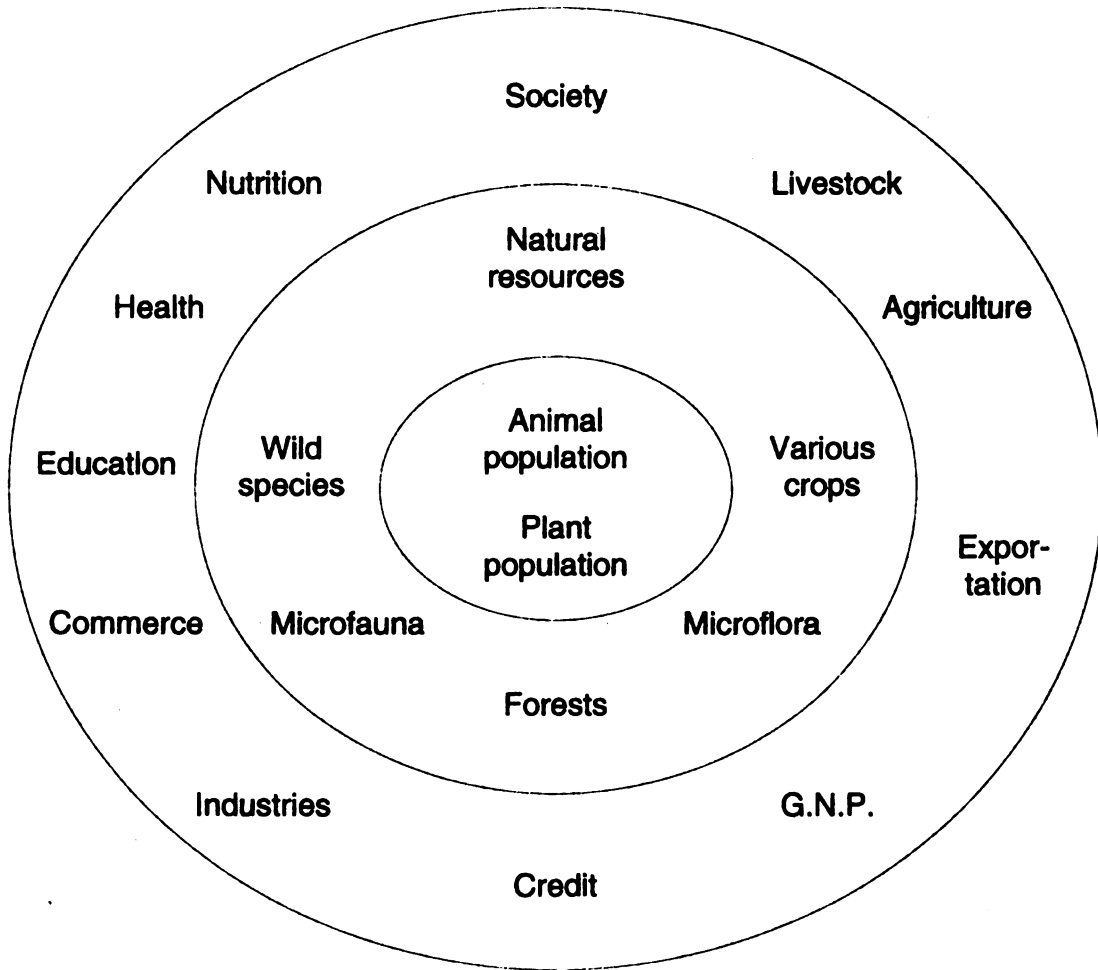 Society
Nutrition
Livestock
Natural
resources
Health
Agriculture
Animal
population
Wild
species
Various
crops
Education
Plant
population
Expor-
tation
Commerce
Microfauna
Microflora
Forests
Industries
G.N.P.
Credit